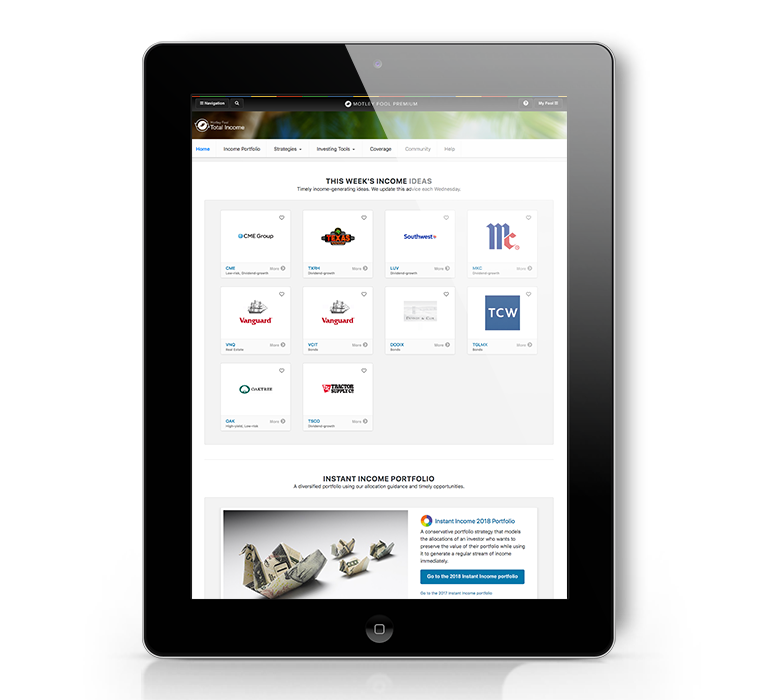 Navigation
MOTLEY FOOL PREMIUM
My Fool
Motley Fool
Total Income
Home Income Portfolio Strategies Investing Tools Coverage Community Help
THIS WEEK'S INCOME IDEAS
Timely income-generating ideas. We update this advice each Wednesday.
CME Group
TEXAS
Southwest
Mc
CME More
Low-risk, Dividend-growth
TXRH More
Dividend-growth
LUV More
Dividend-growth
MKC More
Dividend-growth
Vanguard
Vanguard
TCW
VNQ More
Real Estate
VCIT More
Bonds
DODIX More
Bonds
TGLMX More
Bonds
OAKTREE
TRACTOR
SUPPLY CO
OAK More
High-yield, Low-risk
TSCO More
Dividend-growth
INSTANT INCOME PORTFOLIO
A diversified portfolio using our allocation guidance and timely opportunities.
Instant Income 2018 Portfolio
A conservative portfolio strategy that models
the allocations of an investor who wants to
preserve the value of their portfolio while using
it to generate a regular stream of income
immediately.
Go to the 2018 Instant Income portfolio
Go to the 2017 Instant Income portfolio